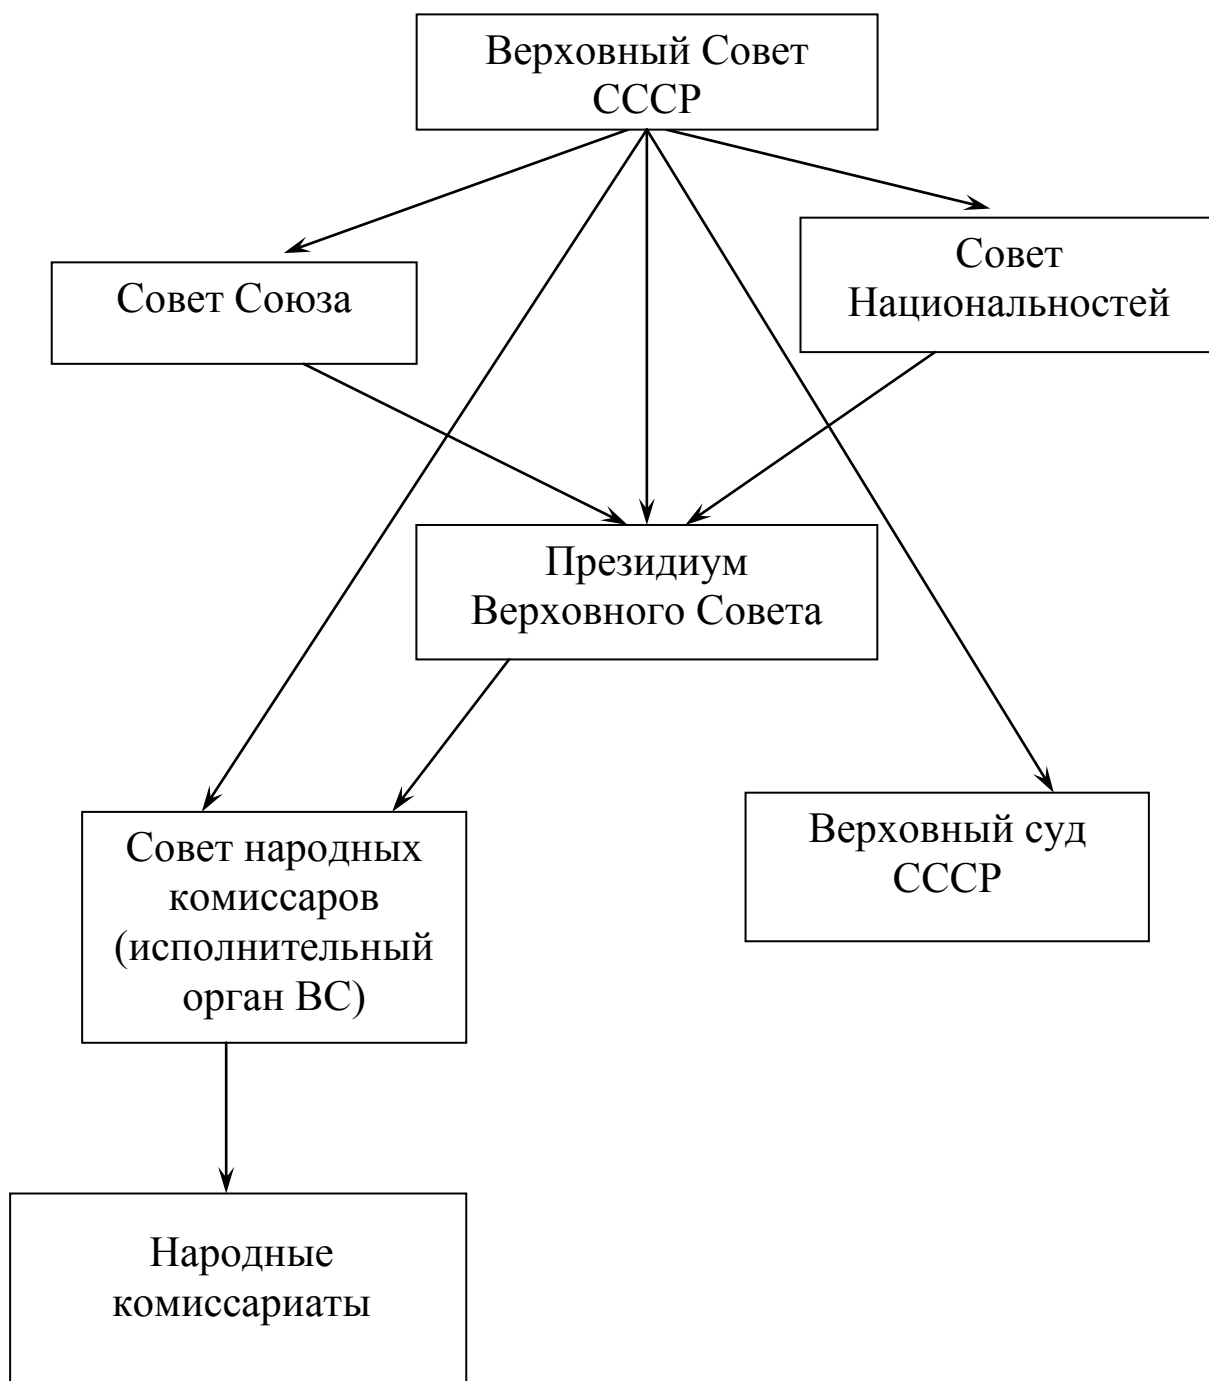 Верховный Совет
СССР
Совет Союза
Совет
Национальностей
Президиум
Верховного Совета
Совет народных
комиссаров
(исполнительный
орган ВС)
Верховный суд
СССР
Народные
комиссариаты